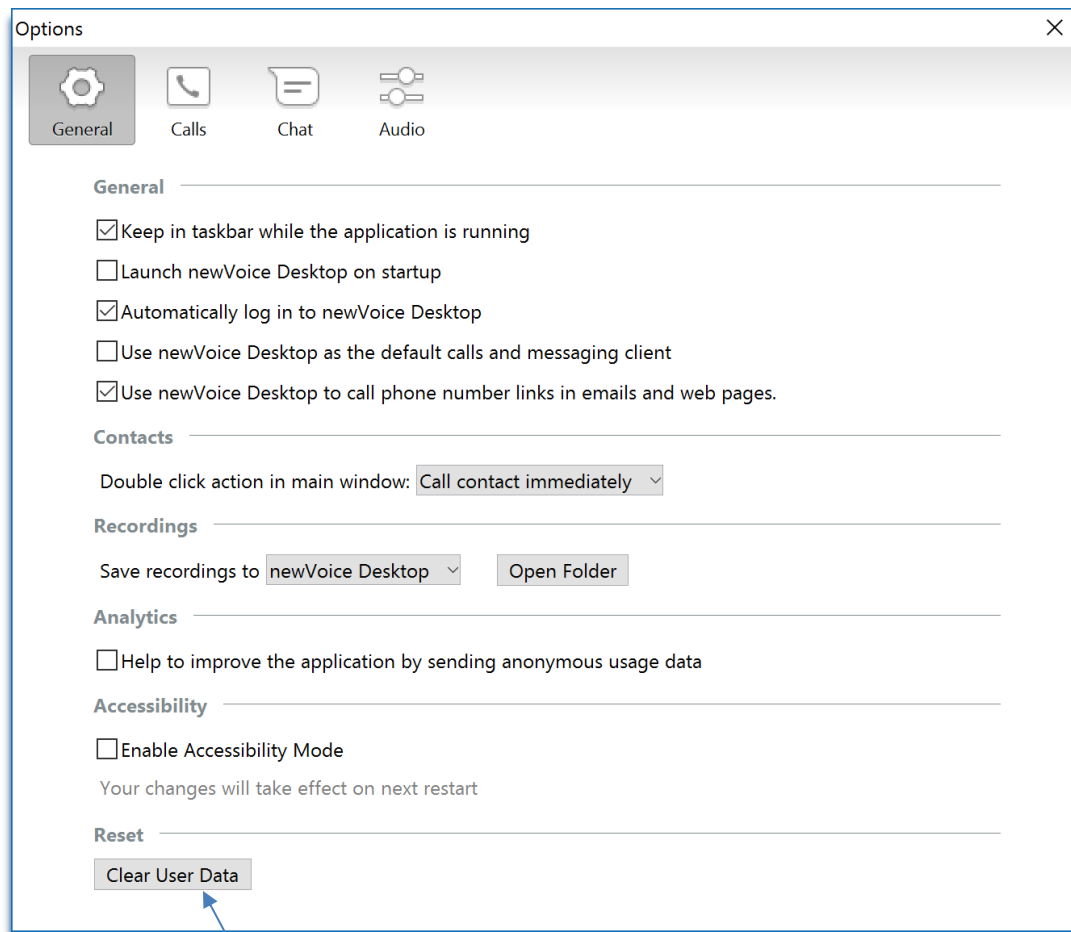 Options
General Calls Chat Audio
General
Keep in taskbar while the application is running
Launch newVoice Desktop on startup
Automatically log in to newVoice Desktop
Use newVoice Desktop as the default calls and messaging client
Use newVoice Desktop to call phone number links in emails and web pages.
Contacts
Double click action in main window: Call contact immediately
Recordings
Save recordings to newVoice Desktop Open Folder
Analytics
Help to improve the application by sending anonymous usage data
Accessibility
Enable Accessibility Mode
Your changes will take effect on next restart
Reset
Clear User Data